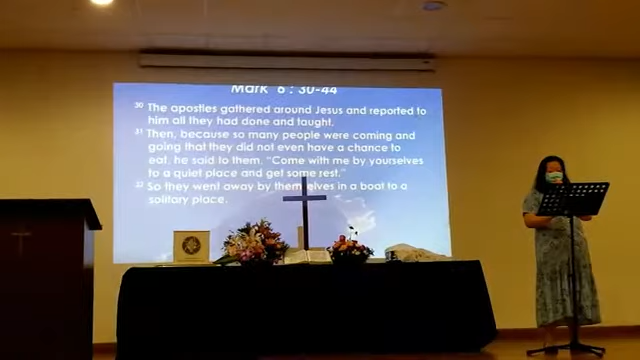 Mark 6:30-44
30 The apostles gathered around Jesus and reported to
him all they had done and taught.
31 Then, because so many people were coming and
going that they did not even have a chance to
eat, he said to them, "Come with me by yourselves
to a quiet place and get some rest."
32 So they went away by themselves in a boat to a
solitary place.